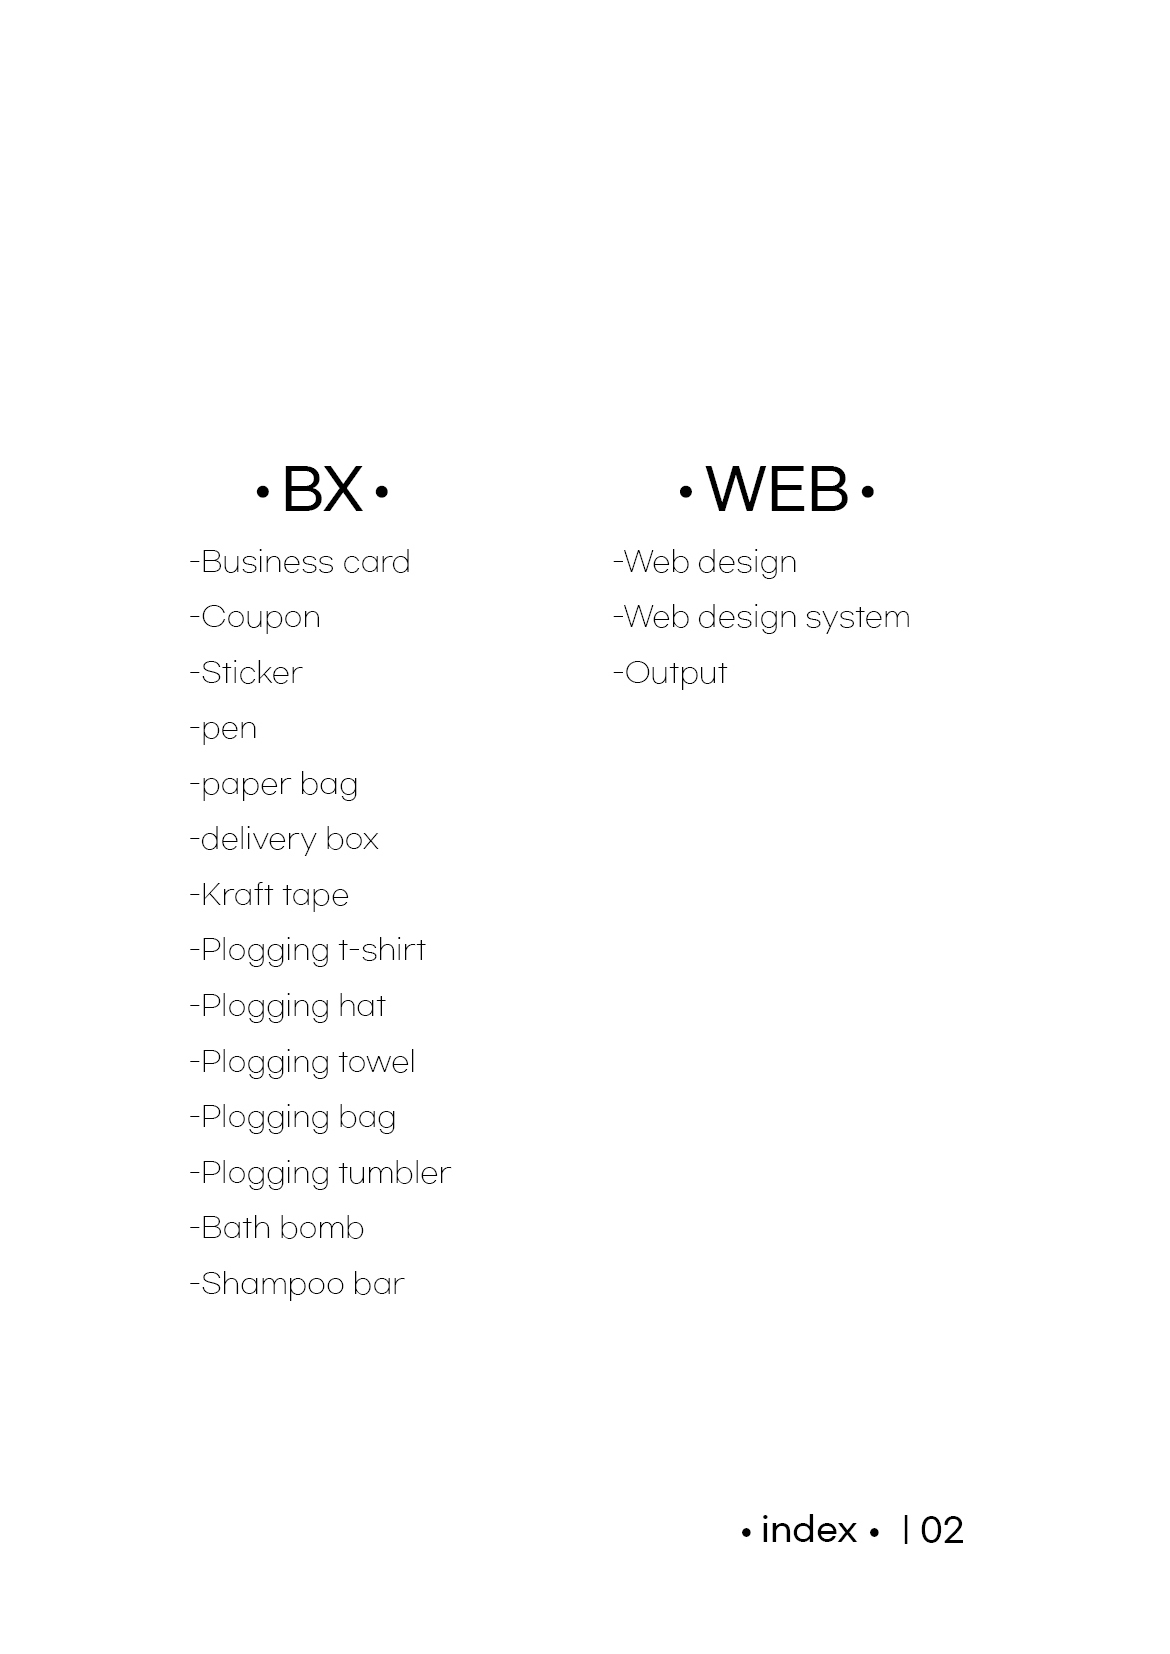 • BX •
-Business card
-Coupon
-Sticker
-pen
-paper bag
-delivery box
-Kraft tape
-Plogging t-shirt
-Plogging hat
-Plogging towel
-Plogging bag
-Plogging tumbler
-Bath bomb
-Shampoo bar
• WEB •
-Web design
-Web design system
-Output
• index • | 02